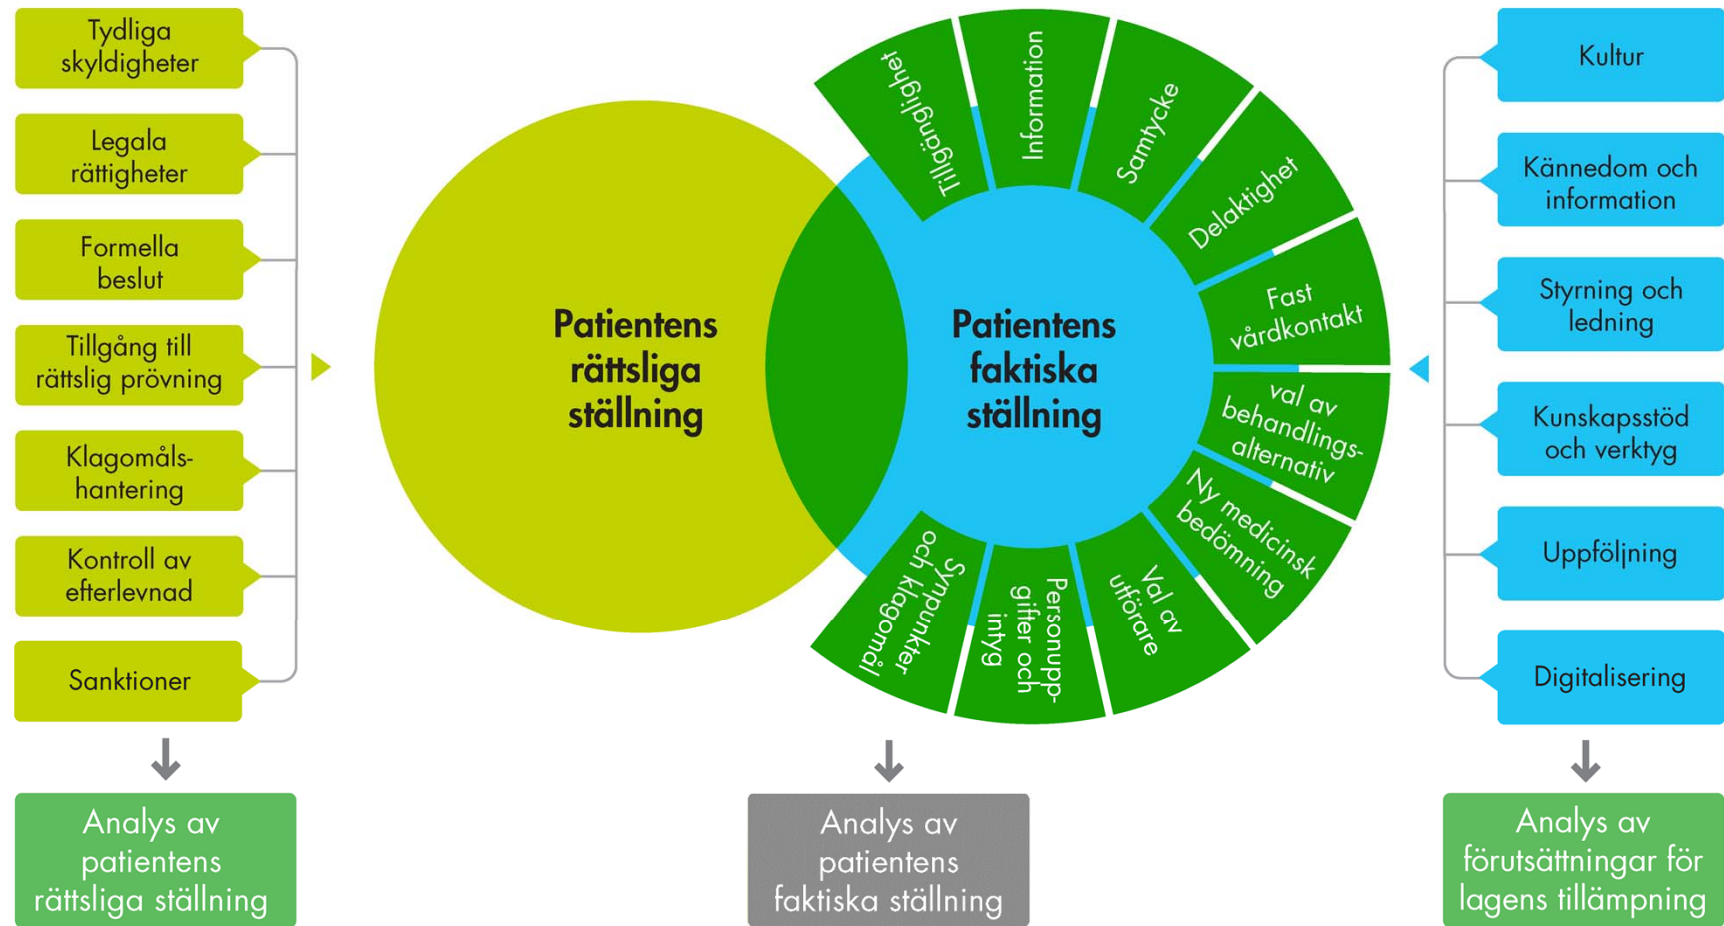 Tydliga
skyldigheter
Legala
rättigheter
Formella
beslut
Tillgång till
rättslig prövning
Klagomåls-
hantering
Kontroll av
efterlevnad
Sanktioner
Analys av
patientens
rättsliga ställning
Patientens
rättsliga
ställning
Patientens
faktiska
ställning
Tillgänglighet
Information
Samtycke
Delaktighet
Fast
vårdkontakt
val av
behandlings-
alternativ
Ny medicinsk
bedömning
Val av
utförare
Personupp-
gifter och
intyg
Synpunkter
och klagomål
Analys av
patientens
faktiska ställning
Kultur
Kännedom och
information
Styrning och
ledning
Kunskapsstöd
och verktyg
Uppföljning
Digitalisering
Analys av
förutsättningar för
lagens tillämpning